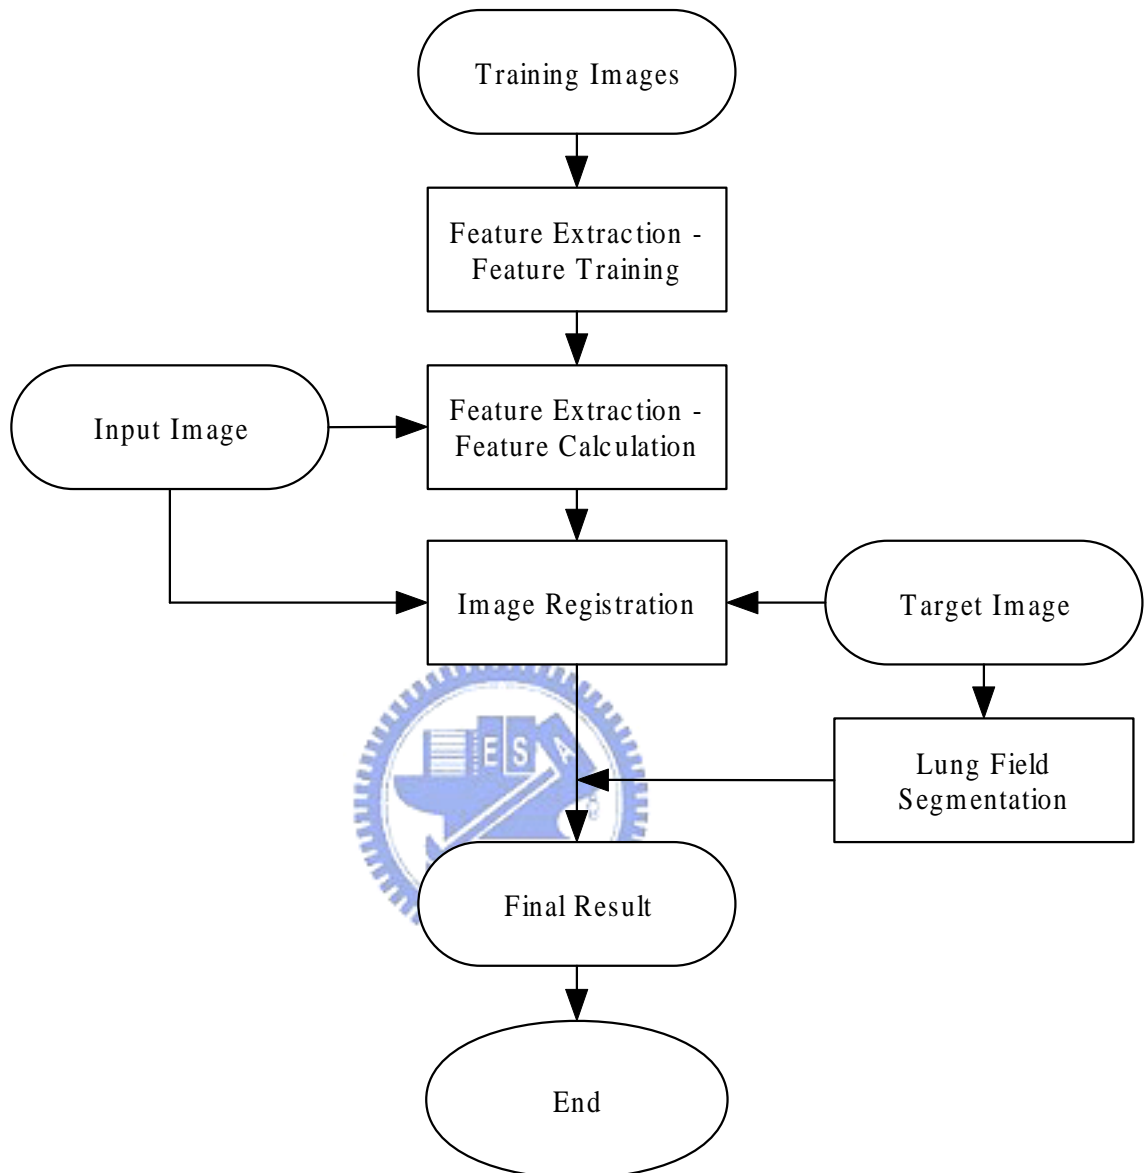 Training Images
Feature Extraction -
Feature Training
Input Image
Feature Extraction -
Feature Calculation
Image Registration
Target Image
E S A
Lung Field
Segmentation
Final Result
End